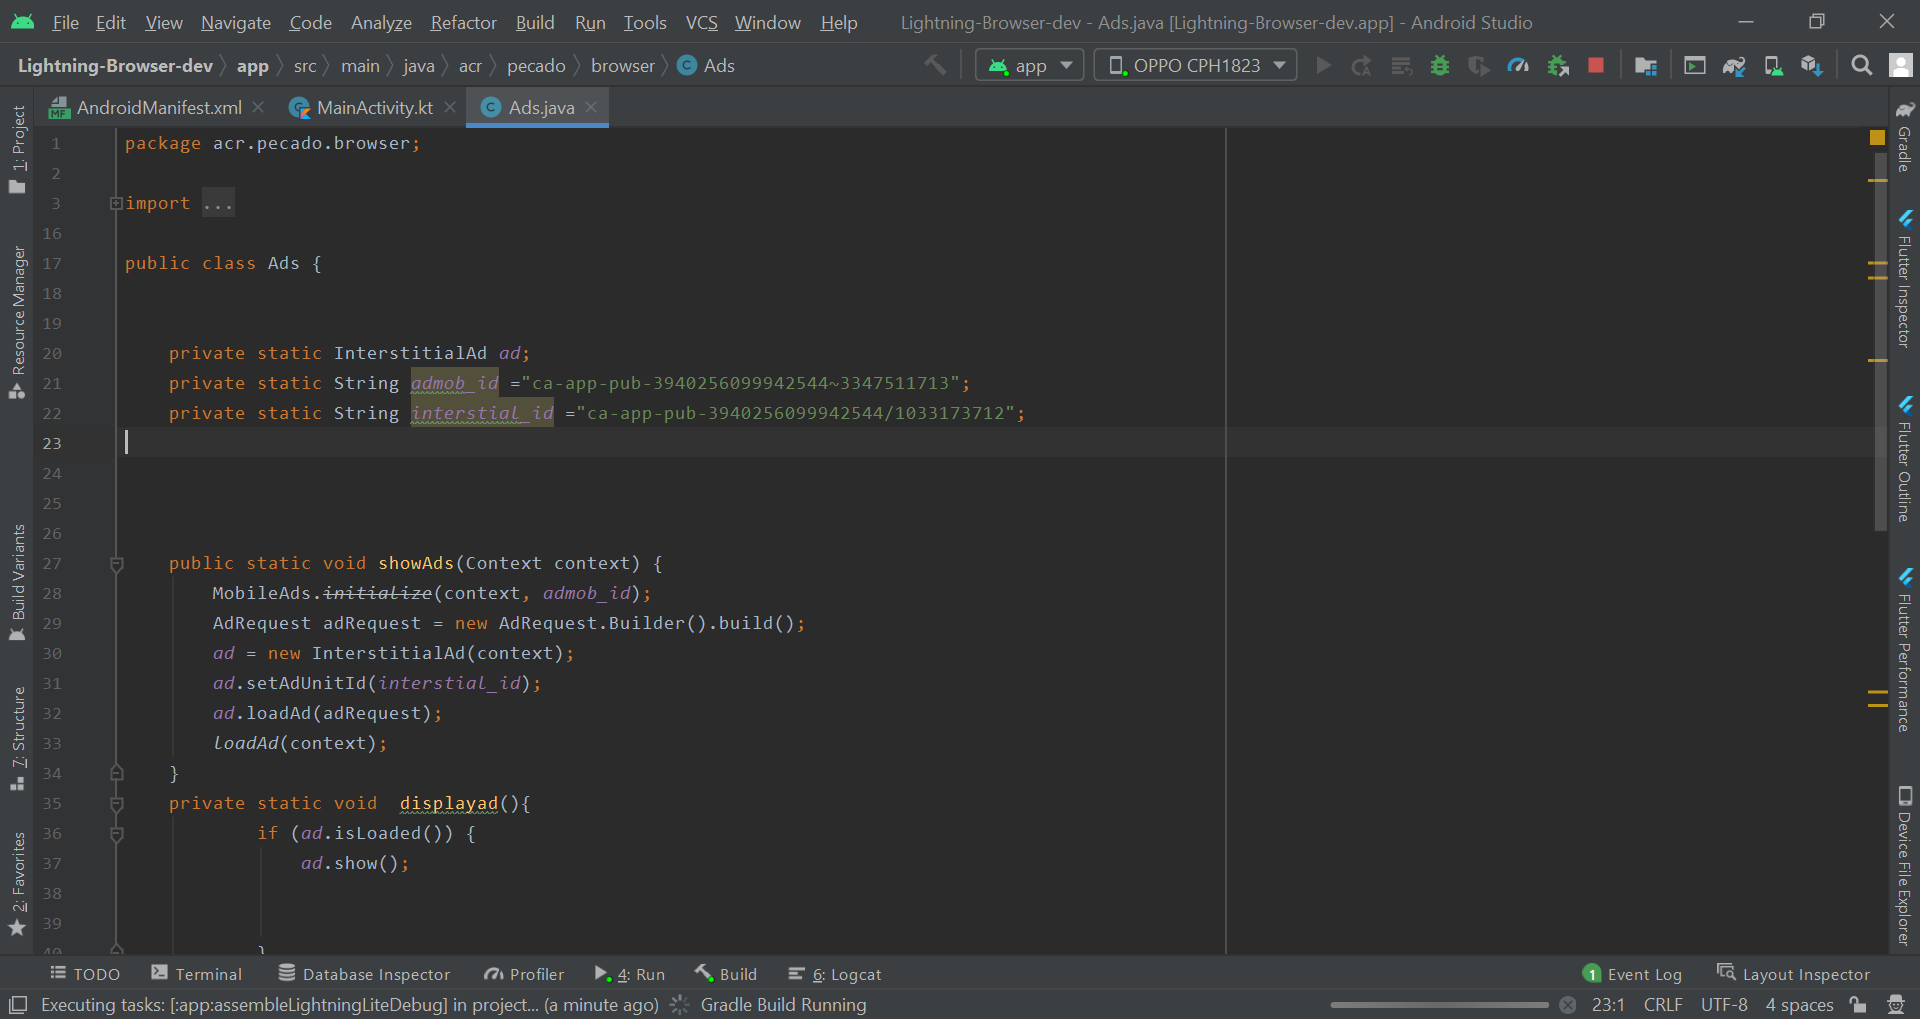 File Edit View Navigate Code Analyze Refactor Build Run Tools VCS Window Help Lightning-Browser-dev - Ads.java [Lightning-Browser-dev.app] - Android Studio
Lightning-Browser-dev app src main java acr pecado browser Ads app OPPO CPH1823
AndroidManifest.xml MainActivity.kt Ads.java
1 package acr.pecado.browser;
2
3 import ...
16
17 public class Ads {
18
19
20 private static InterstitialAd ad;
21 private static String admob_id ="ca-app-pub-3940256099942544~3347511713";
22 private static String interstial_id ="ca-app-pub-3940256099942544/1033173712";
23
24
25
26
27 public static void showAds(Context context) {
28 MobileAds.initialize(context, admob_id);
29 AdRequest adRequest = new AdRequest.Builder().build();
30 ad = new InterstitialAd(context);
31 ad.setAdUnitId(interstial_id);
32 ad.loadAd(adRequest);
33 loadAd(context);
34 }
35 private static void displayad(){
36 if (ad.isLoaded()) {
37 ad.show();
38
39
40 }
1: Project
Resource Manager
Build Variants
7: Structure
2: Favorites
Gradle
Flutter Inspector
Flutter Outline
Flutter Performance
Device File Explorer
TODO Terminal Database Inspector Profiler 4: Run Build 6: Logcat 1 Event Log Layout Inspector
Executing tasks: [:app:assembleLightningLiteDebug] in project... (a minute ago) Gradle Build Running 23:1 CRLF UTF-8 4 spaces